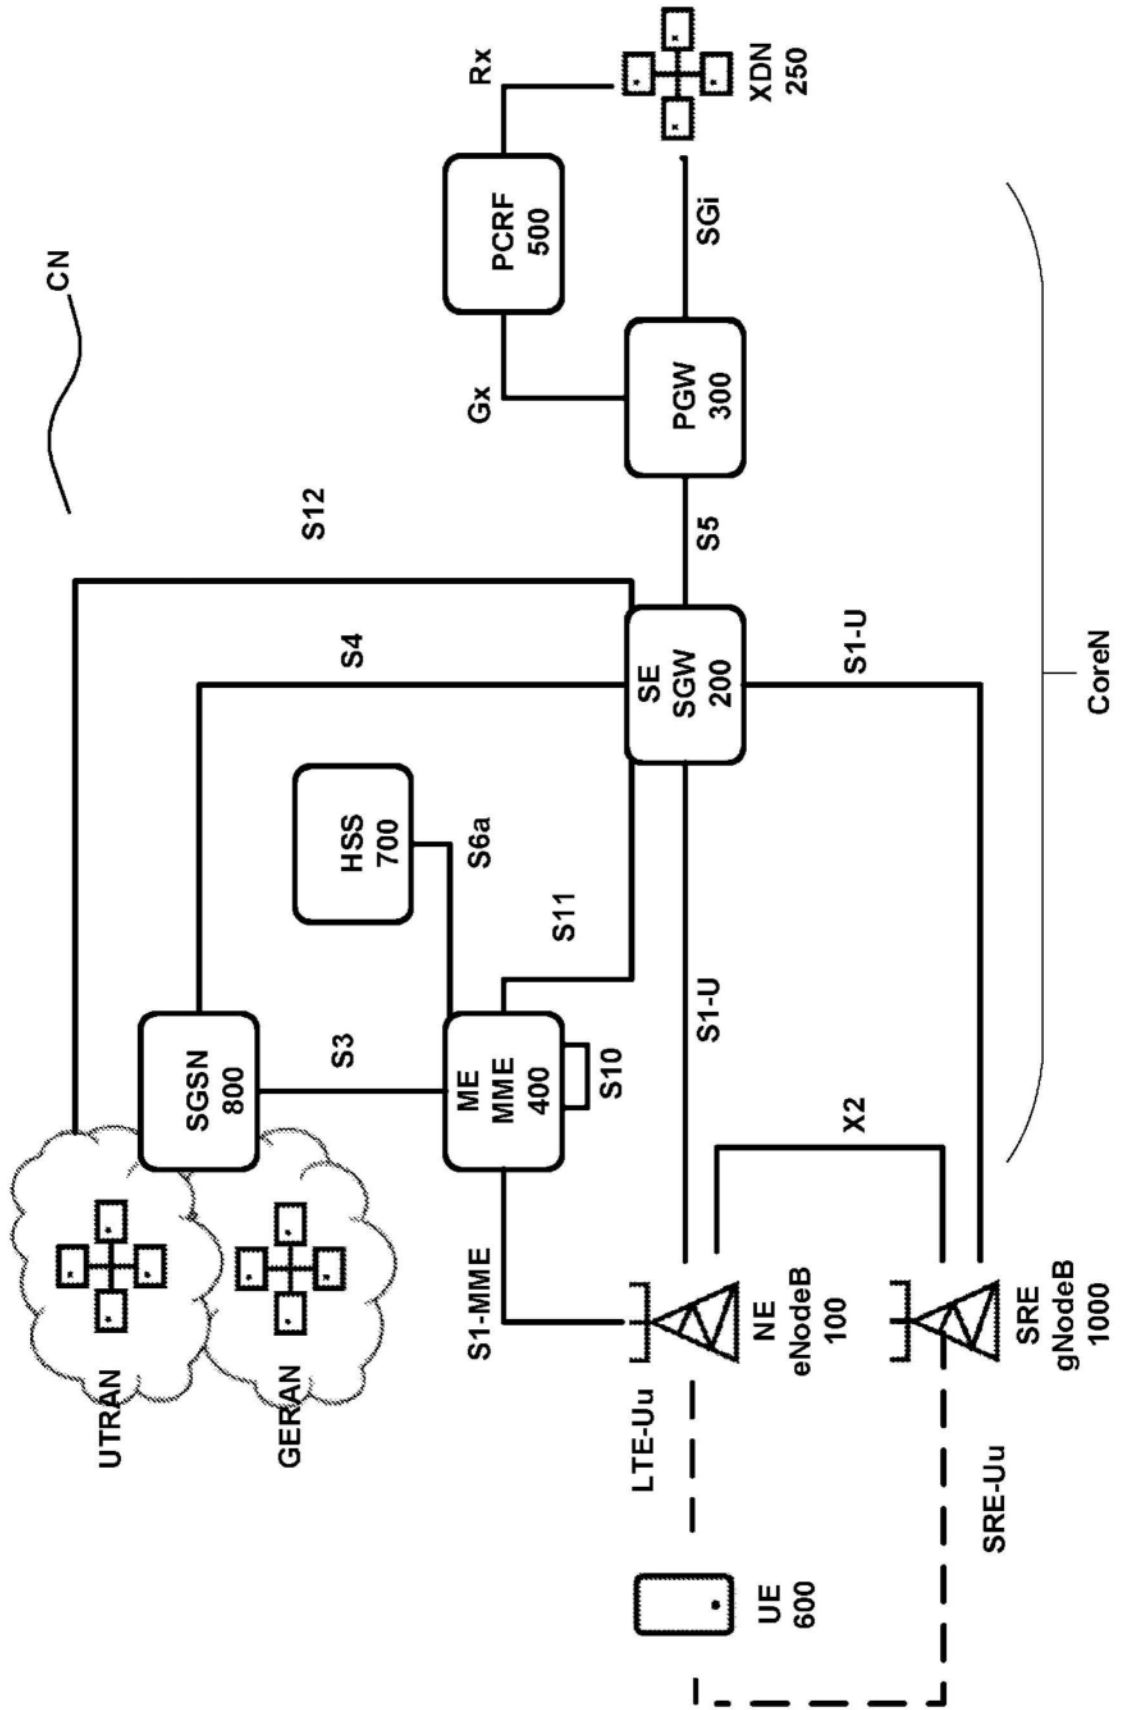 CN
UTRAN
GERAN
SGSN
800
S12
S4
S3
HSS
700
S6a
Gx
PCRF
500
Rx
S1-MME
ME
MME
400
S10
S11
LTE-Uu
UE
600
NE
eNodeB
100
S1-U
SE
SGW
200
S5
PGW
300
SGi
XDN
250
X2
S1-U
SRE-Uu
SRE
gNodeB
1000
CoreN